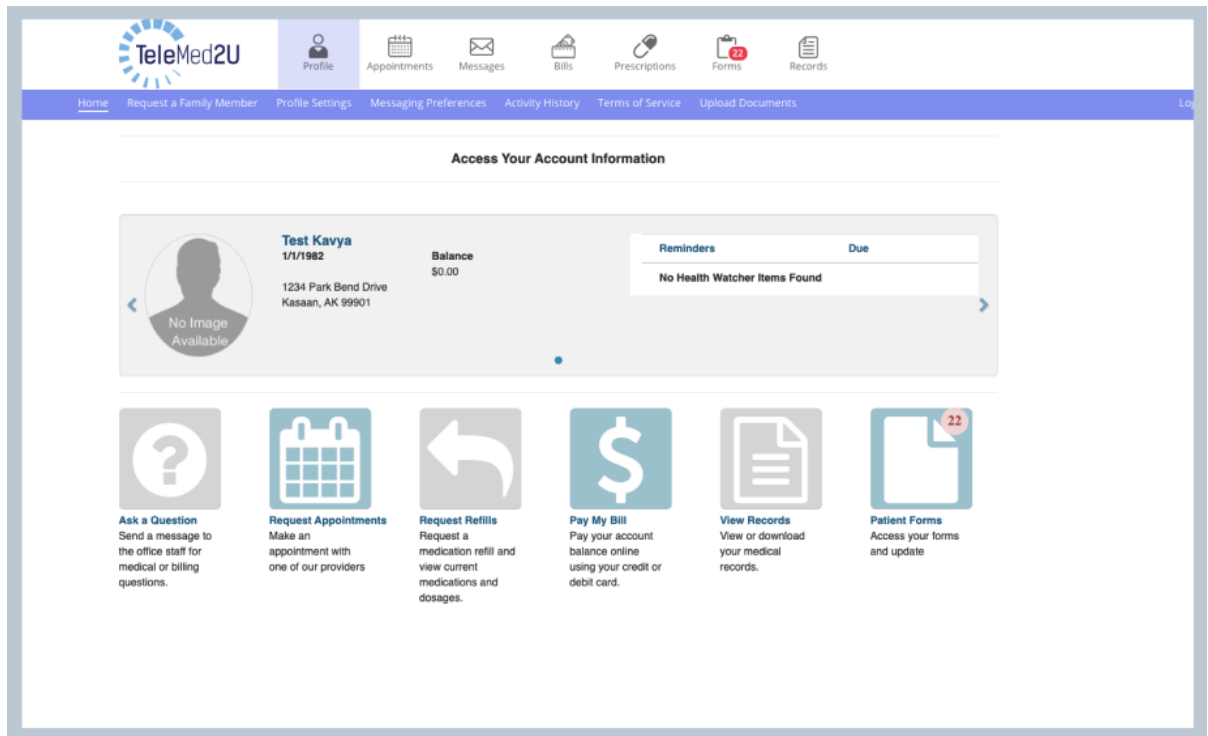 TeleMed2U
Profile
Appointments
Messages
Bills
Prescriptions
22
Forms
Records
Home Request a Family Member Profile Settings Messaging Preferences Activity History Terms of Service Upload Documents
Access Your Account Information
No Image
Available
Test Kavya
1/1/1982
1234 Park Bend Drive
Kasaan, AK 99901
Balance
$0.00
Reminders Due
No Health Watcher Items Found
Ask a Question
Send a message to
the office staff for
medical or billing
questions.
Request Appointments
Make an
appointment with
one of our providers
Request Refills
Request a
medication refill and
view current
medications and
dosages.
$
Pay My Bill
Pay your account
balance online
using your credit or
debit card.
View Records
View or download
your medical
records.
22
Patient Forms
Access your forms
and update